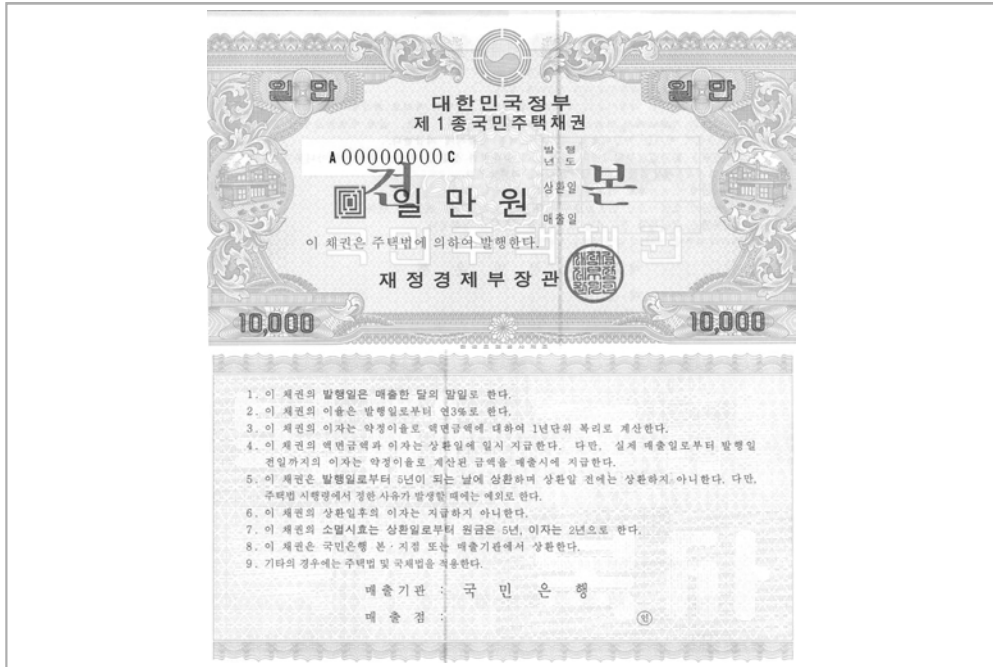 일만 일만
대한민국정부
제1종국민주택채권
A 00000000 C
발행년도
견 본
상환일
일만원
매출일
이 채권은 주택법에 의하여 발행한다.
국민주택채권
재정경제부장관
10,000 10,000
1. 이 채권의 발행일은 매출한 달의 말일로 한다.
2. 이 채권의 이율은 발행일로부터 연3%로 한다.
3. 이 채권의 이자는 약정이율로 액면금액에 대하여 1년단위 복리로 계산한다.
4. 이 채권의 액면금액과 이자는 상환일에 일시 지급한다. 다만, 실제 매출일로부터 발행일
전일까지의 이자는 약정이율로 계산된 금액을 매출시에 지급한다.
5. 이 채권은 발행일로부터 5년이 되는 날에 상환하며 상환일 전에는 상환하지 아니한다. 다만,
주택법 시행령에서 정한 사유가 발생할 때에는 예외로 한다.
6. 이 채권의 상환일후의 이자는 지급하지 아니한다.
7. 이 채권의 소멸시효는 상환일로부터 원금은 5년, 이자는 2년으로 한다.
8. 이 채권은 국민은행 본·지점 또는 매출기관에서 상환한다.
9. 기타의 경우에는 주택법 및 국채법을 적용한다.
매출기관 : 국민은행
매출점 : 인